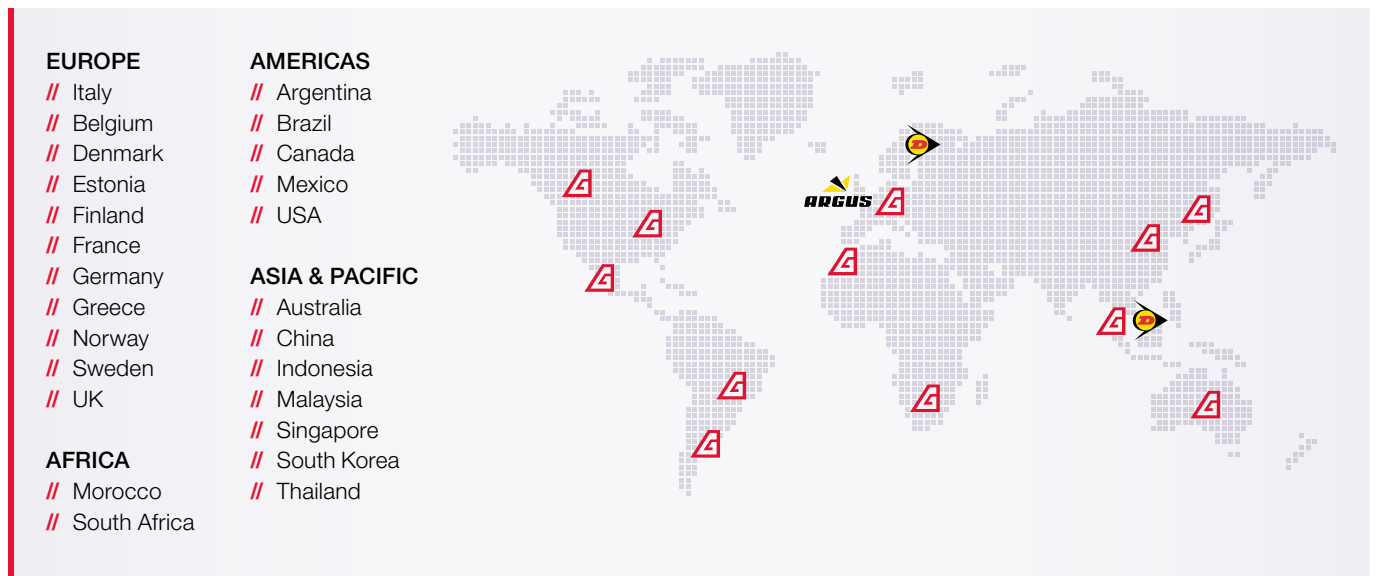 EUROPE
// Italy
// Belgium
// Denmark
// Estonia
// Finland
// France
// Germany
// Greece
// Norway
// Sweden
// UK
AFRICA
// Morocco
// South Africa
AMERICAS
// Argentina
// Brazil
// Canada
// Mexico
// USA
ASIA & PACIFIC
// Australia
// China
// Indonesia
// Malaysia
// Singapore
// South Korea
// Thailand
D
ARGUS
D